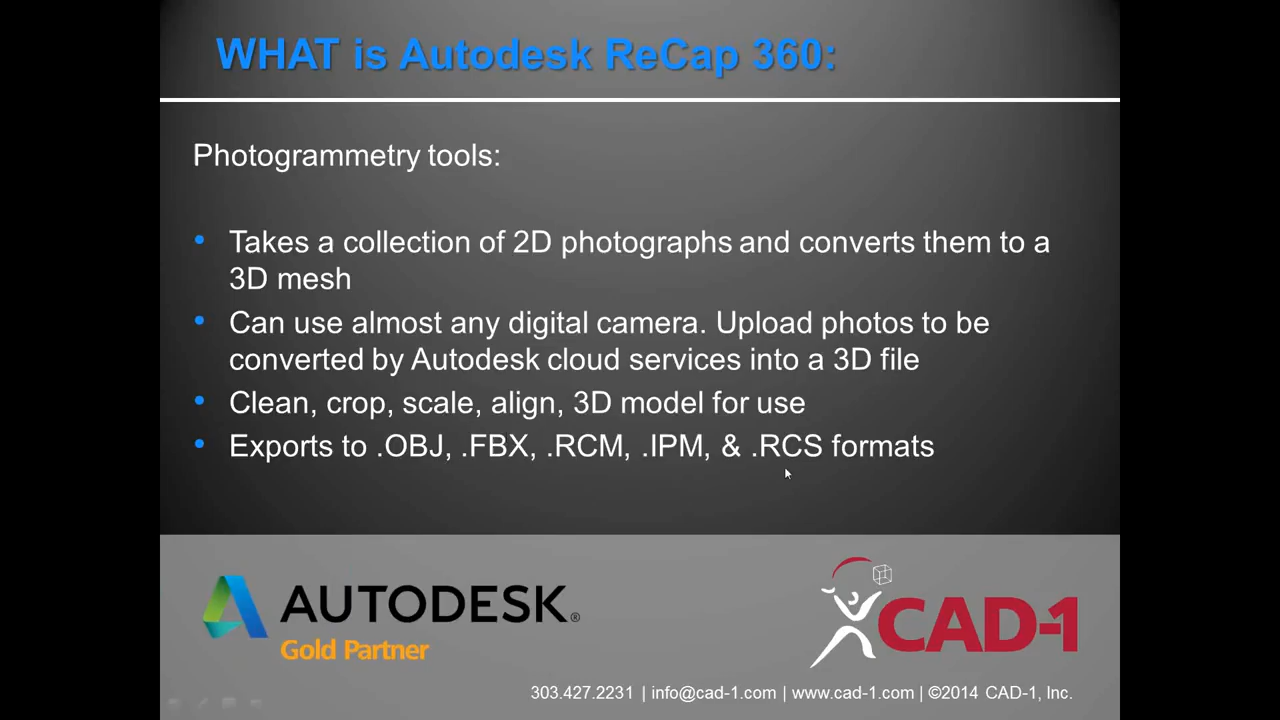 WHAT is Autodesk ReCap 360:
Photogrammetry tools:
• Takes a collection of 2D photographs and converts them to a
3D mesh
• Can use almost any digital camera. Upload photos to be
converted by Autodesk cloud services into a 3D file
• Clean, crop, scale, align, 3D model for use
• Exports to .OBJ, .FBX, .RCM, .IPM, & .RCS formats
AUTODESK®
Gold Partner
CAD-1
303.427.2231 | info@cad-1.com | www.cad-1.com | ©2014 CAD-1, Inc.